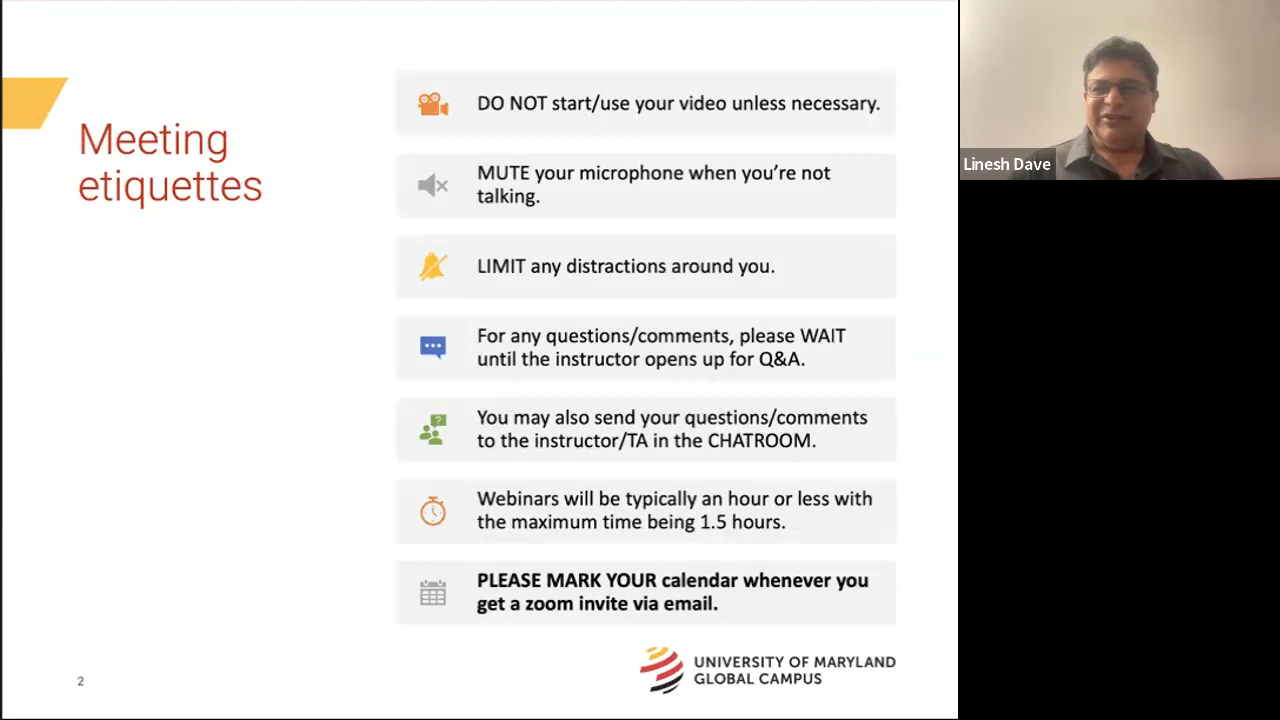 Meeting
etiquettes
DO NOT start/use your video unless necessary.
MUTE your microphone when you’re not
talking.
LIMIT any distractions around you.
For any questions/comments, please WAIT
until the instructor opens up for Q&A.
You may also send your questions/comments
to the instructor/TA in the CHATROOM.
Webinars will be typically an hour or less with
the maximum time being 1.5 hours.
PLEASE MARK YOUR calendar whenever you
get a zoom invite via email.
2
UNIVERSITY OF MARYLAND
GLOBAL CAMPUS
Linesh Dave